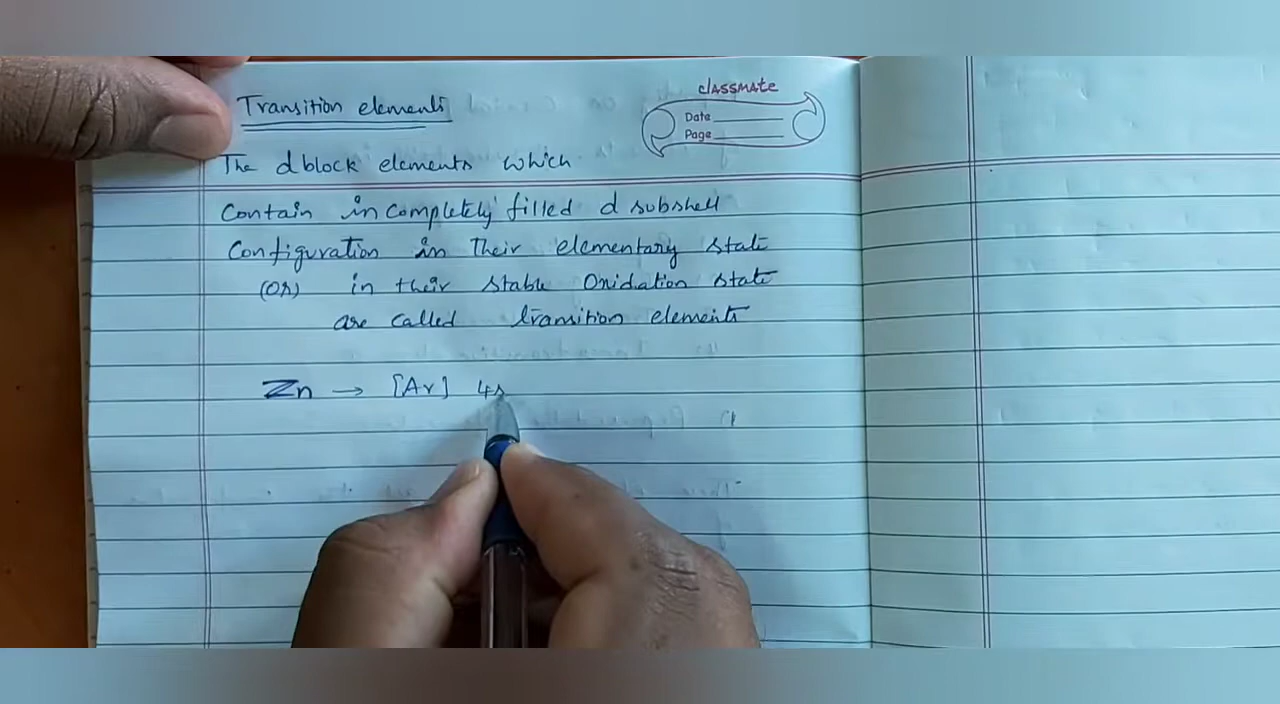 Transition elements
classmate
Date
Page
The d block elements which
Contain incompletely filled d subshell
Configuration in Their elementary state
(OR) in their stable Oxidation state
are called transition elements
Zn → [Ar] 4s